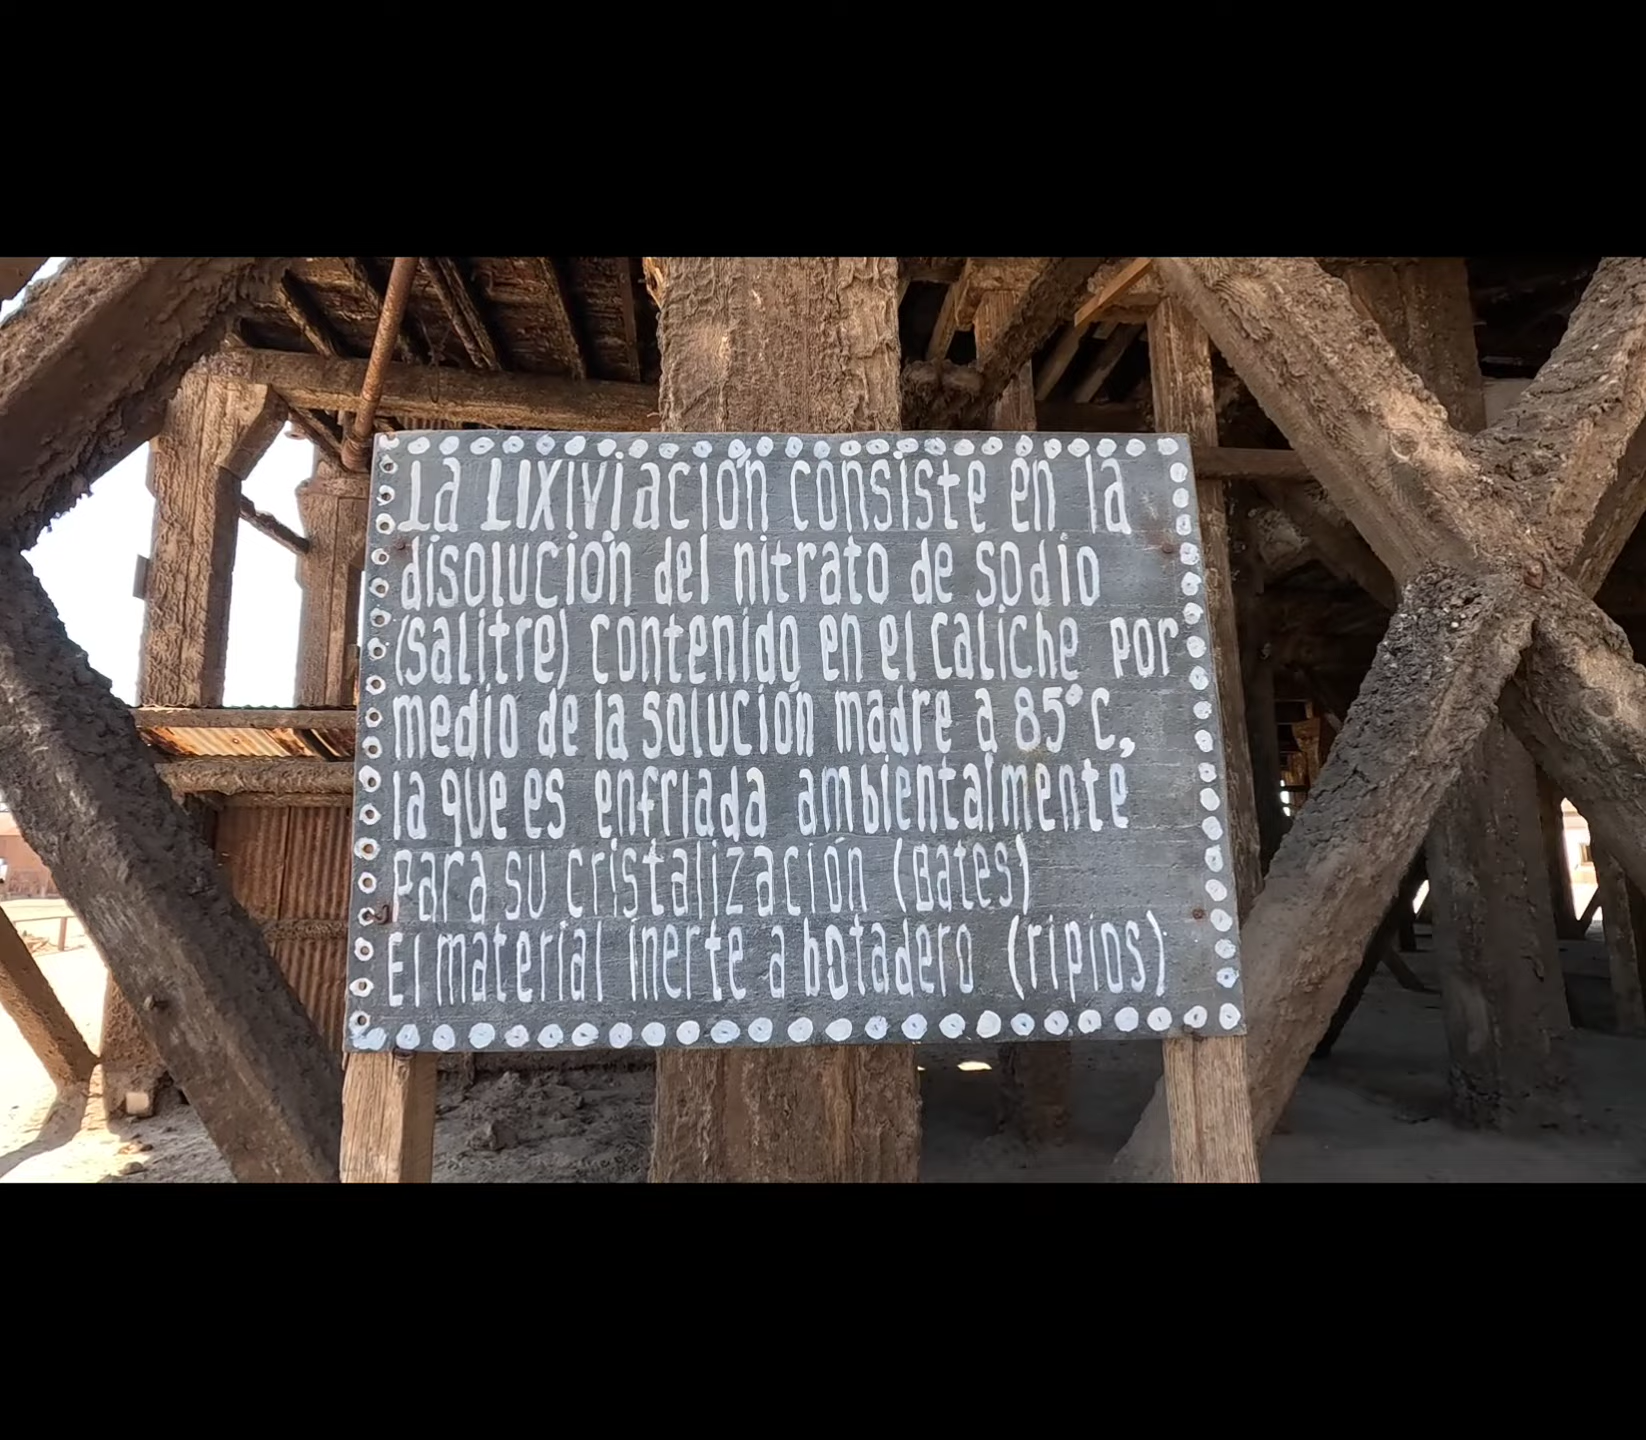 La LIXIViación consiste en la
disolución del nitrato de sodio
(salitre) contenido en el caliche por
medio de la solución madre a 85°C,
la que es enfriada ambientalmente
para su cristalización (Bates)
El material inerte a botadero (ripios)